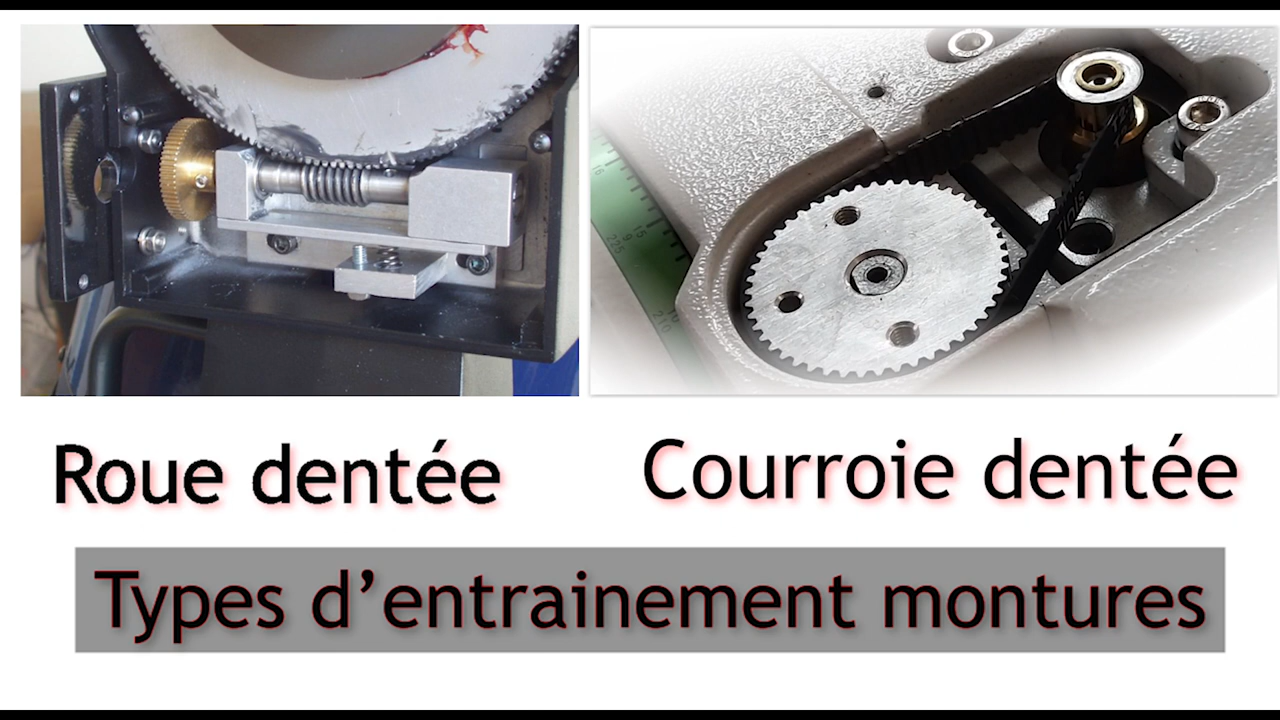 Roue dentée
Courroie dentée
Types d’entrainement montures